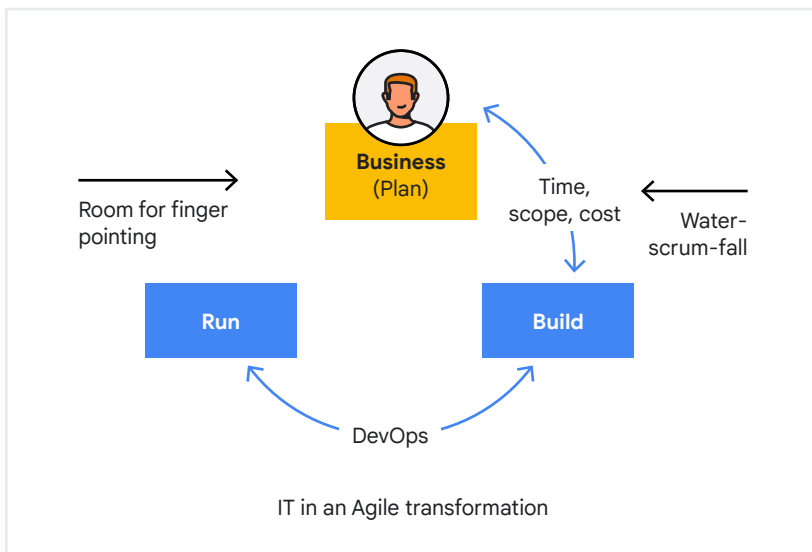 Business
(Plan)
Room for finger
pointing
Time,
scope, cost
Water-
scrum-fall
Run
Build
DevOps
IT in an Agile transformation